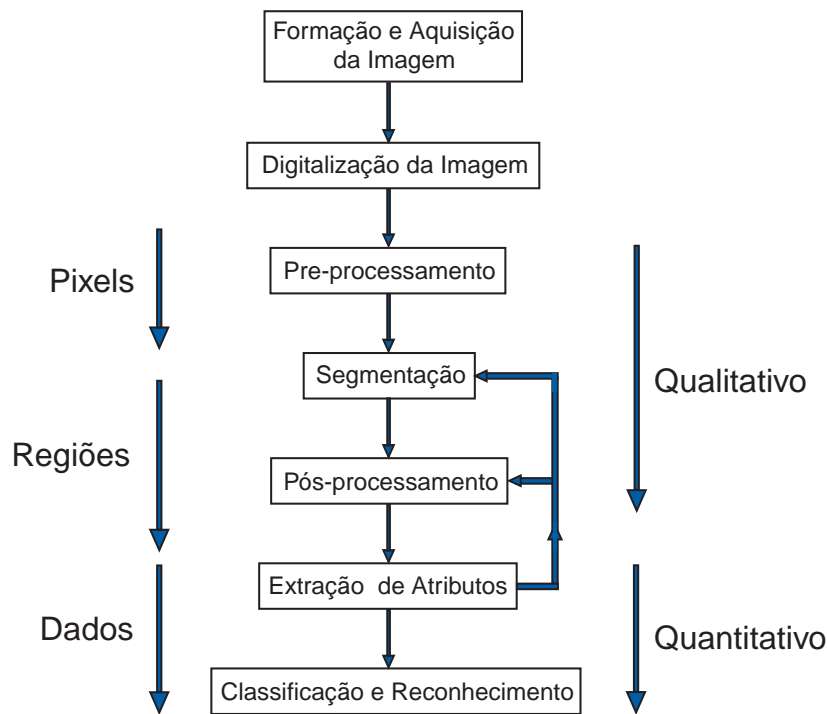 Formação e Aquisição
da Imagem
Digitalização da Imagem
Pre-processamento
Pixels
Segmentação
Qualitativo
Regiões
Pós-processamento
Extração de Atributos
Dados
Quantitativo
Classificação e Reconhecimento